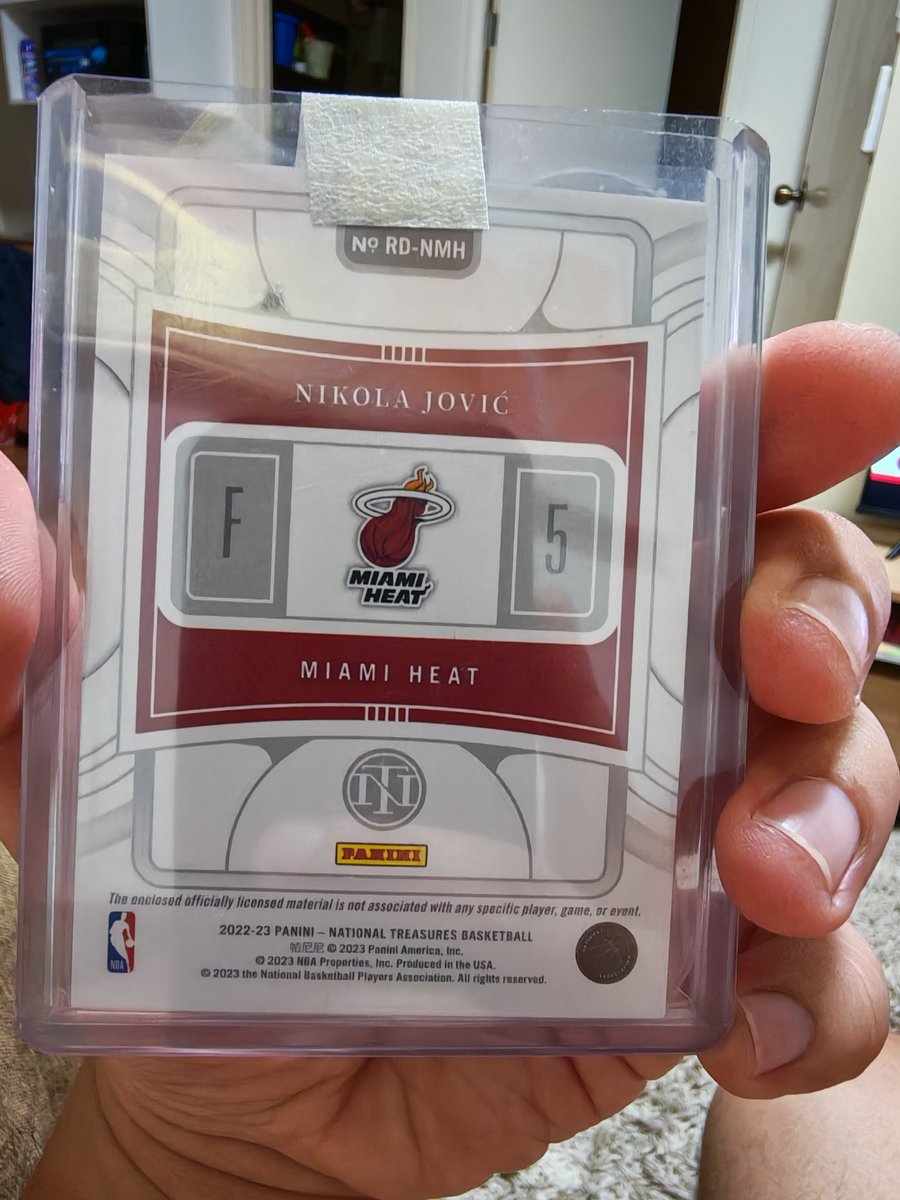 Nº RD-NMH
NIKOLA JOVIĆ
F
MIAMI
HEAT
5
MIAMI HEAT
NT
PANINI
The enclosed officially licensed material is not associated with any specific player, game, or event.
2022-23 PANINI – NATIONAL TREASURES BASKETBALL
帕尼尼 © 2023 Panini America, Inc.
© 2023 NBA Properties, Inc. Produced in the USA.
© 2023 the National Basketball Players Association. All rights reserved.
NBA